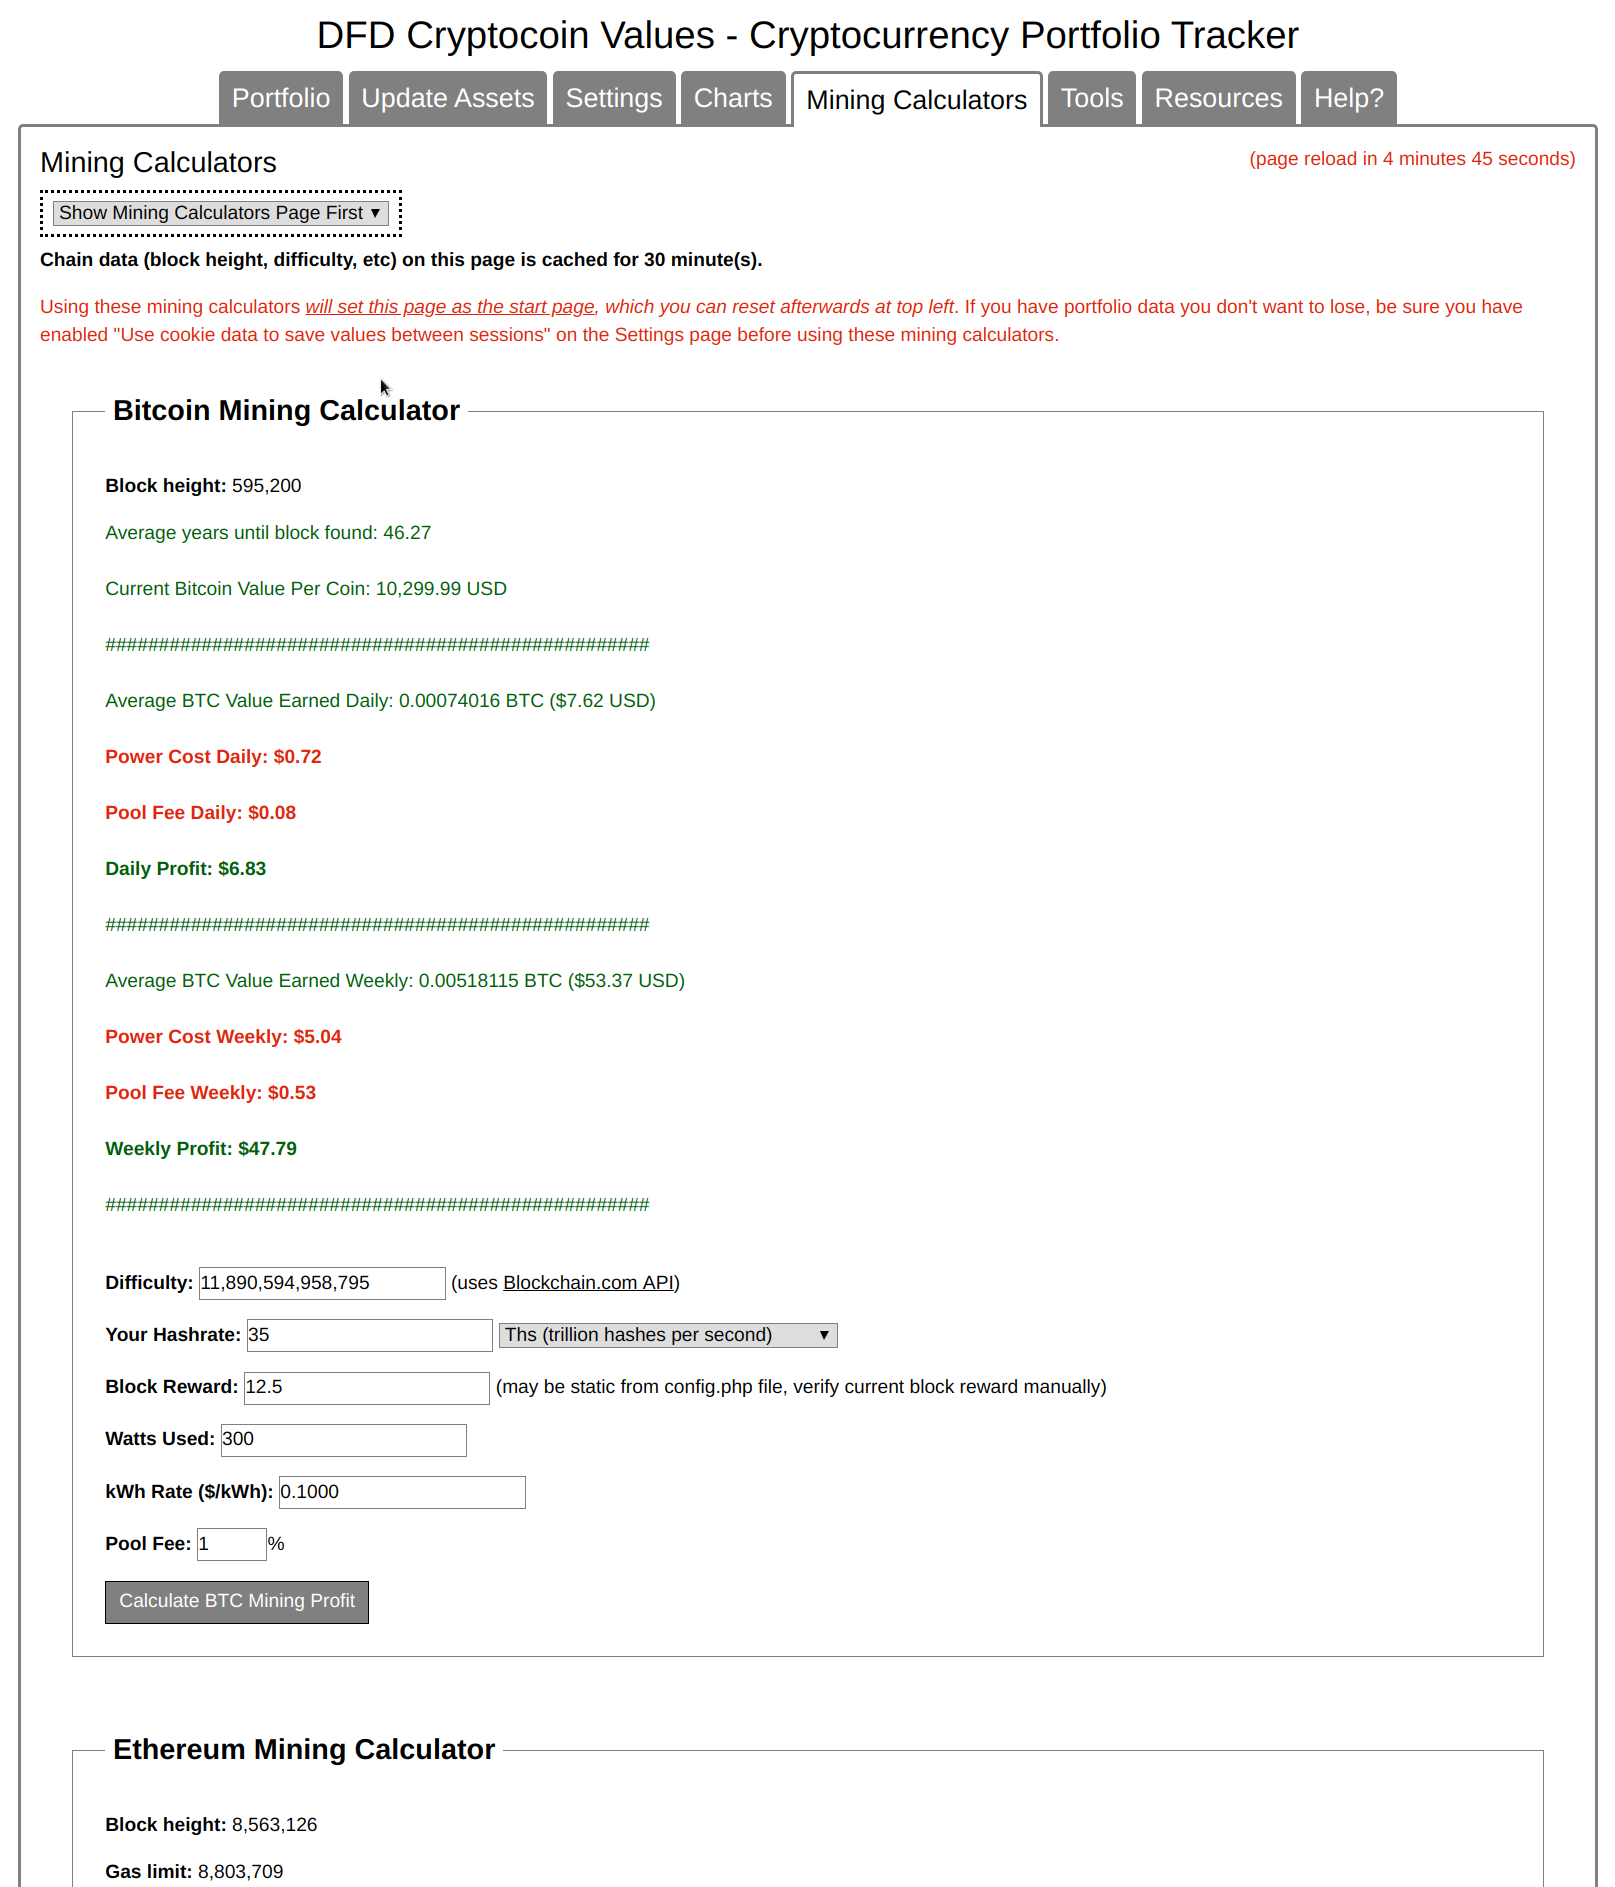 DFD Cryptocoin Values - Cryptocurrency Portfolio Tracker
Portfolio Update Assets Settings Charts Mining Calculators Tools Resources Help?
Mining Calculators
(page reload in 4 minutes 45 seconds)
Show Mining Calculators Page First
Chain data (block height, difficulty, etc) on this page is cached for 30 minute(s).
Using these mining calculators will set this page as the start page, which you can reset afterwards at top left. If you have portfolio data you don't want to lose, be sure you have
enabled "Use cookie data to save values between sessions" on the Settings page before using these mining calculators.
Bitcoin Mining Calculator
Block height: 595,200
Average years until block found: 46.27
Current Bitcoin Value Per Coin: 10,299.99 USD
###################################################
Average BTC Value Earned Daily: 0.00074016 BTC ($7.62 USD)
Power Cost Daily: $0.72
Pool Fee Daily: $0.08
Daily Profit: $6.83
###################################################
Average BTC Value Earned Weekly: 0.00518115 BTC ($53.37 USD)
Power Cost Weekly: $5.04
Pool Fee Weekly: $0.53
Weekly Profit: $47.79
###################################################
Difficulty: 11,890,594,958,795 (uses Blockchain.com API)
Your Hashrate: 35 Ths (trillion hashes per second)
Block Reward: 12.5 (may be static from config.php file, verify current block reward manually)
Watts Used: 300
kWh Rate ($/kWh): 0.1000
Pool Fee: 1 %
Calculate BTC Mining Profit
Ethereum Mining Calculator
Block height: 8,563,126
Gas limit: 8,803,709